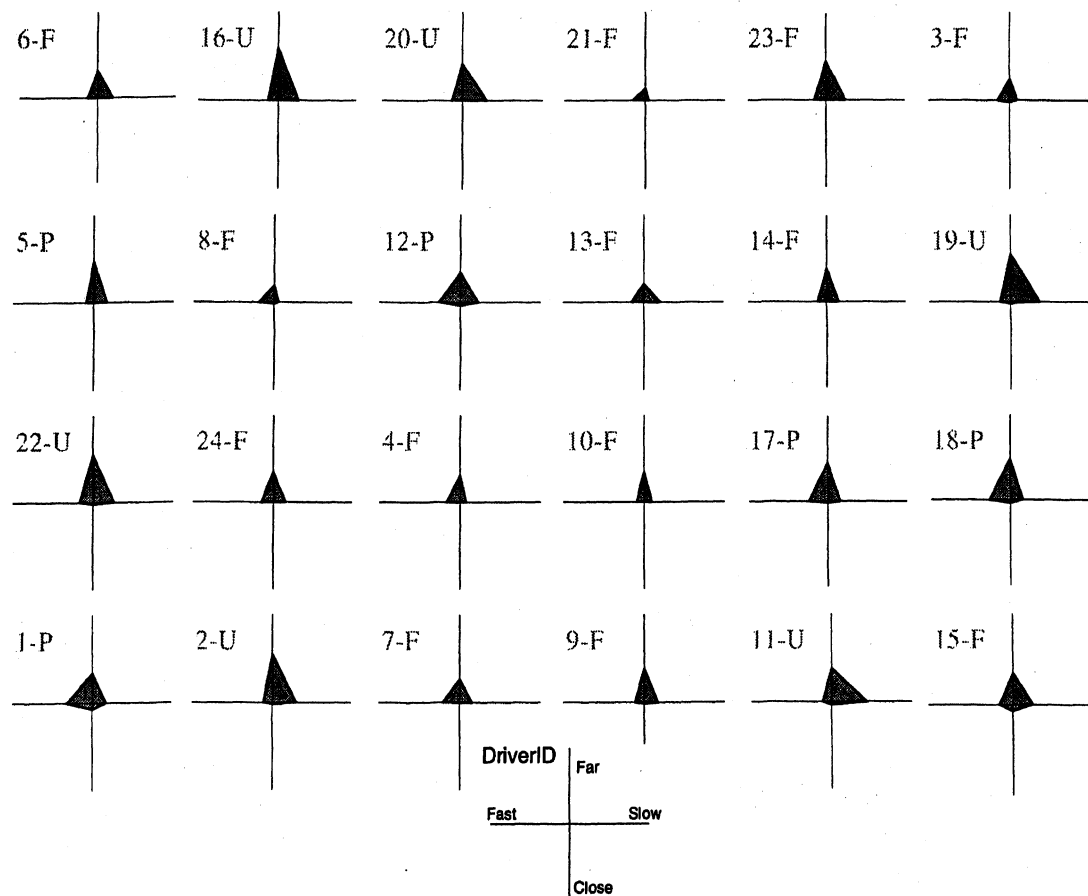 6-F 16-U 20-U 21-F 23-F 3-F
5-P 8-F 12-P 13-F 14-F 19-U
22-U 24-F 4-F 10-F 17-P 18-P
1-P 2-U 7-F 9-F 11-U 15-F
DriverID
Far
Fast Slow
Close